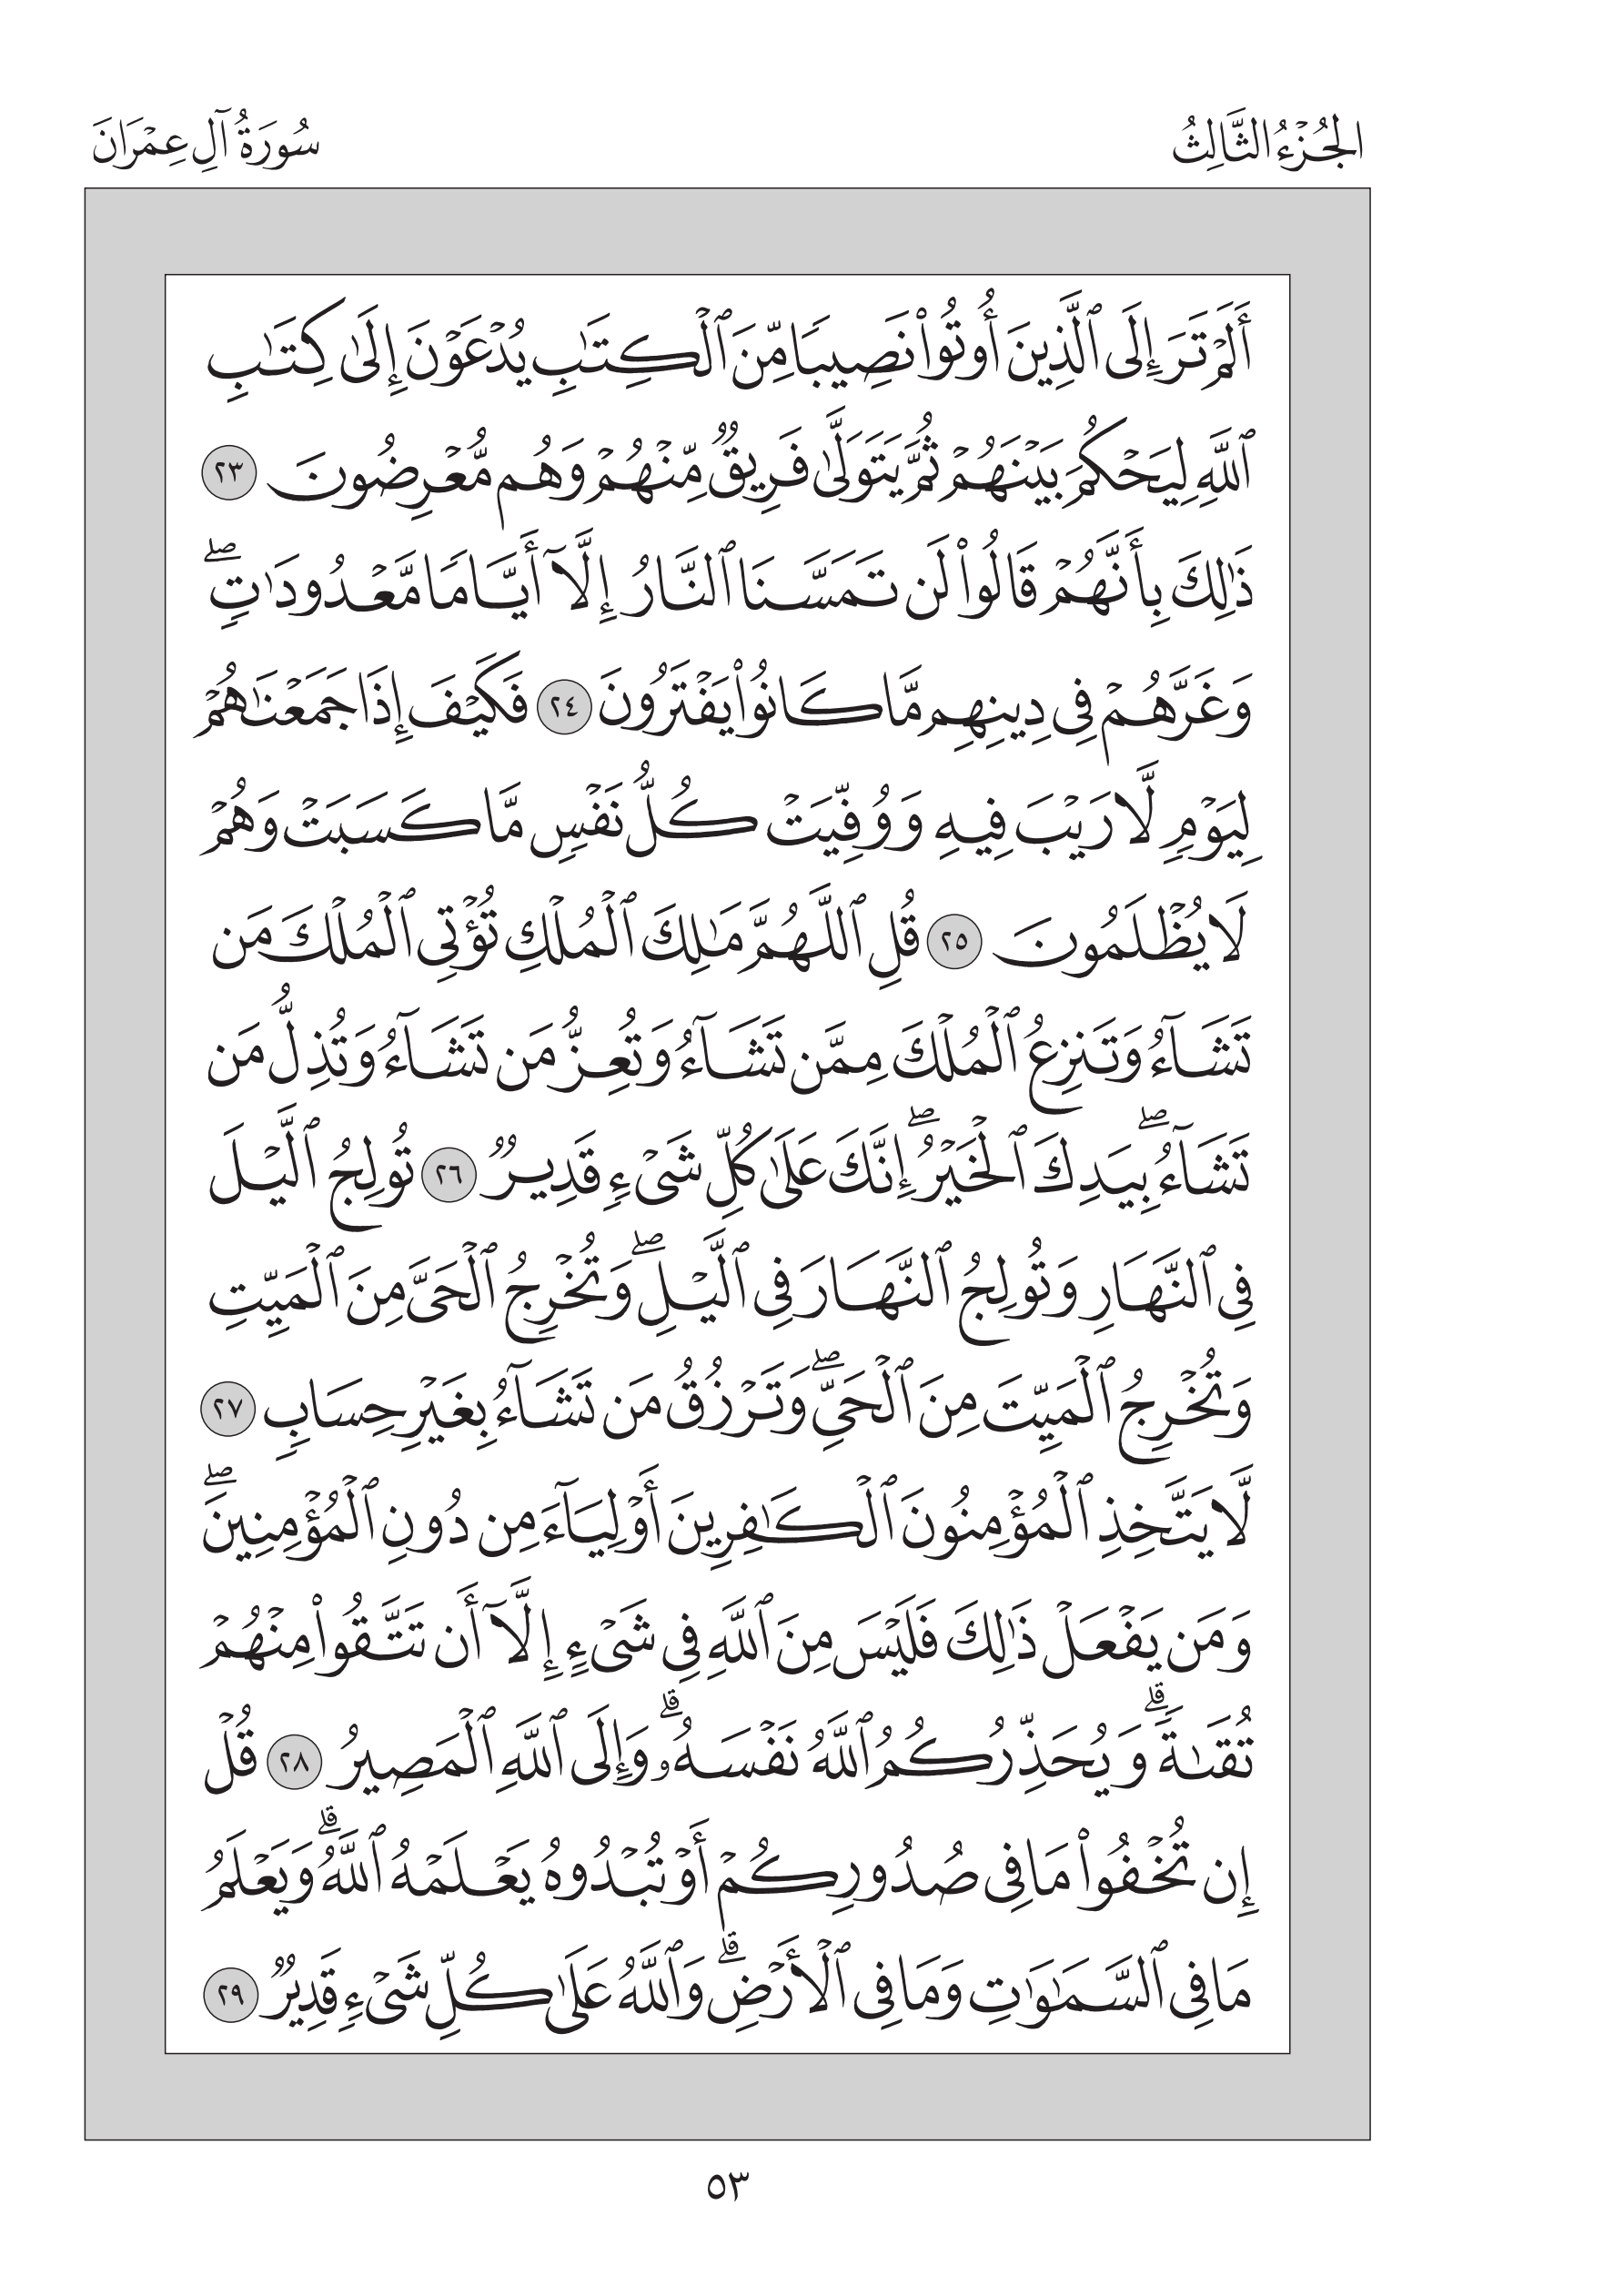 الجُزْءُ الثَّالِثُ
سُورَةُ آلِ عِمْرَانَ
أَلَمۡ تَرَ إِلَى ٱلَّذِينَ أُوتُواْ نَصِيبٗا مِّنَ ٱلۡكِتَٰبِ يُدۡعَوۡنَ إِلَىٰ كِتَٰبِ
ٱللَّهِ لِيَحۡكُمَ بَيۡنَهُمۡ ثُمَّ يَتَوَلَّىٰ فَرِيقٞ مِّنۡهُمۡ وَهُم مُّعۡرِضُونَ ٢٣
ذَٰلِكَ بِأَنَّهُمۡ قَالُواْ لَن تَمَسَّنَا ٱلنَّارُ إِلَّآ أَيَّامٗا مَّعۡدُودَٰتٖۖ
وَغَرَّهُمۡ فِي دِينِهِم مَّا كَانُواْ يَفۡتَرُونَ ٢٤ فَكَيۡفَ إِذَا جَمَعۡنَٰهُمۡ
لِيَوۡمٖ لَّا رَيۡبَ فِيهِ وَوُفِّيَتۡ كُلُّ نَفۡسٖ مَّا كَسَبَتۡ وَهُمۡ
لَا يُظۡلَمُونَ ٢٥ قُلِ ٱللَّهُمَّ مَٰلِكَ ٱلۡمُلۡكِ تُؤۡتِي ٱلۡمُلۡكَ مَن
تَشَآءُ وَتَنزِعُ ٱلۡمُلۡكَ مِمَّن تَشَآءُ وَتُعِزُّ مَن تَشَآءُ وَتُذِلُّ مَن
تَشَآءُۖ بِيَدِكَ ٱلۡخَيۡرُۖ إِنَّكَ عَلَىٰ كُلِّ شَيۡءٖ قَدِيرٞ ٢٦ تُولِجُ ٱلَّيۡلَ
فِي ٱلنَّهَارِ وَتُولِجُ ٱلنَّهَارَ فِي ٱلَّيۡلِۖ وَتُخۡرِجُ ٱلۡحَيَّ مِنَ ٱلۡمَيِّتِ
وَتُخۡرِجُ ٱلۡمَيِّتَ مِنَ ٱلۡحَيِّۖ وَتَرۡزُقُ مَن تَشَآءُ بِغَيۡرِ حِسَابٖ ٢٧
لَّا يَتَّخِذِ ٱلۡمُؤۡمِنُونَ ٱلۡكَٰفِرِينَ أَوۡلِيَآءَ مِن دُونِ ٱلۡمُؤۡمِنِينَۖ
وَمَن يَفۡعَلۡ ذَٰلِكَ فَلَيۡسَ مِنَ ٱللَّهِ فِي شَيۡءٍ إِلَّآ أَن تَتَّقُواْ مِنۡهُمۡ
تُقَىٰةٗۗ وَيُحَذِّرُكُمُ ٱللَّهُ نَفۡسَهُۥۗ وَإِلَى ٱللَّهِ ٱلۡمَصِيرُ ٢٨ قُلۡ
إِن تُخۡفُواْ مَا فِي صُدُورِكُمۡ أَوۡ تُبۡدُوهُ يَعۡلَمۡهُ ٱللَّهُۗ وَيَعۡلَمُ
مَا فِي ٱلسَّمَٰوَٰتِ وَمَا فِي ٱلۡأَرۡضِۗ وَٱللَّهُ عَلَىٰ كُلِّ شَيۡءٖ قَدِيرٞ ٢٩
٥٣